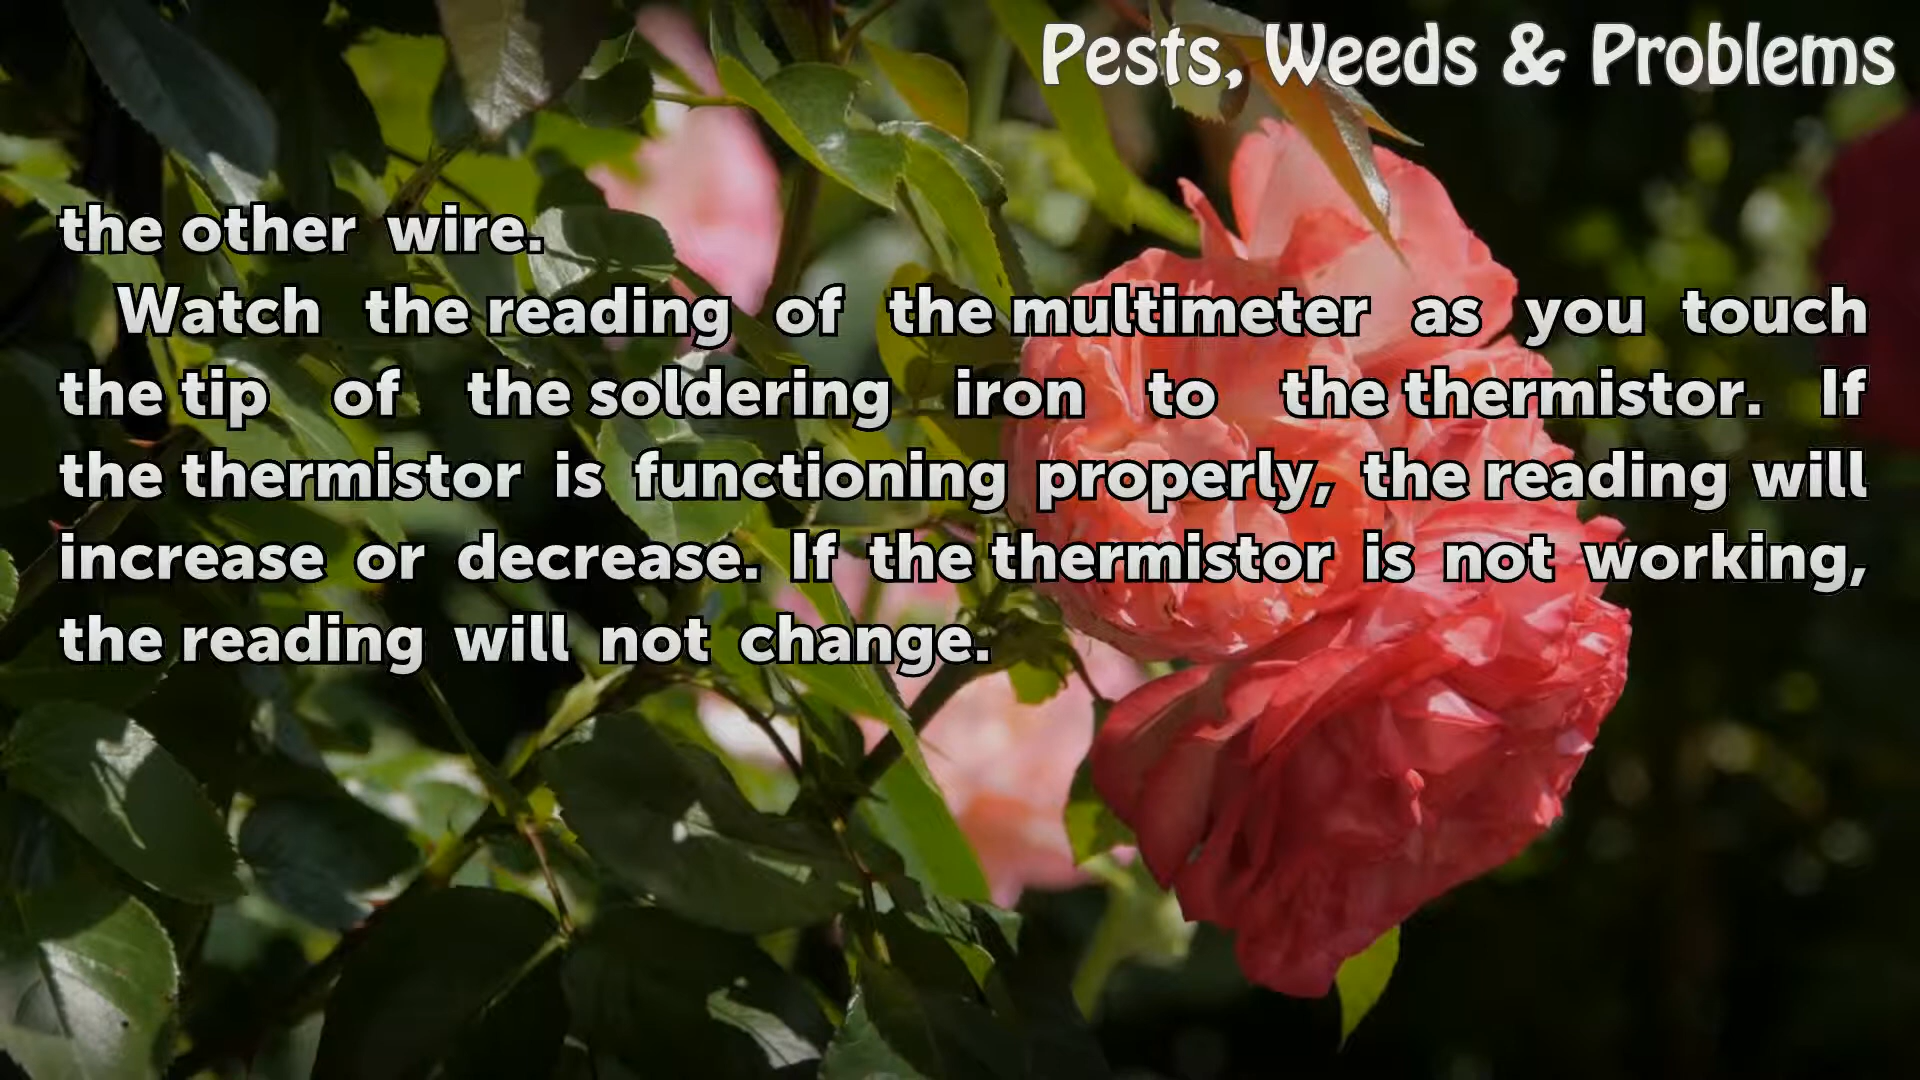 Pests, Weeds & Problems
the other wire.
Watch the reading of the multimeter as you touch
the tip of the soldering iron to the thermistor. If
the thermistor is functioning properly, the reading will
increase or decrease. If the thermistor is not working,
the reading will not change.